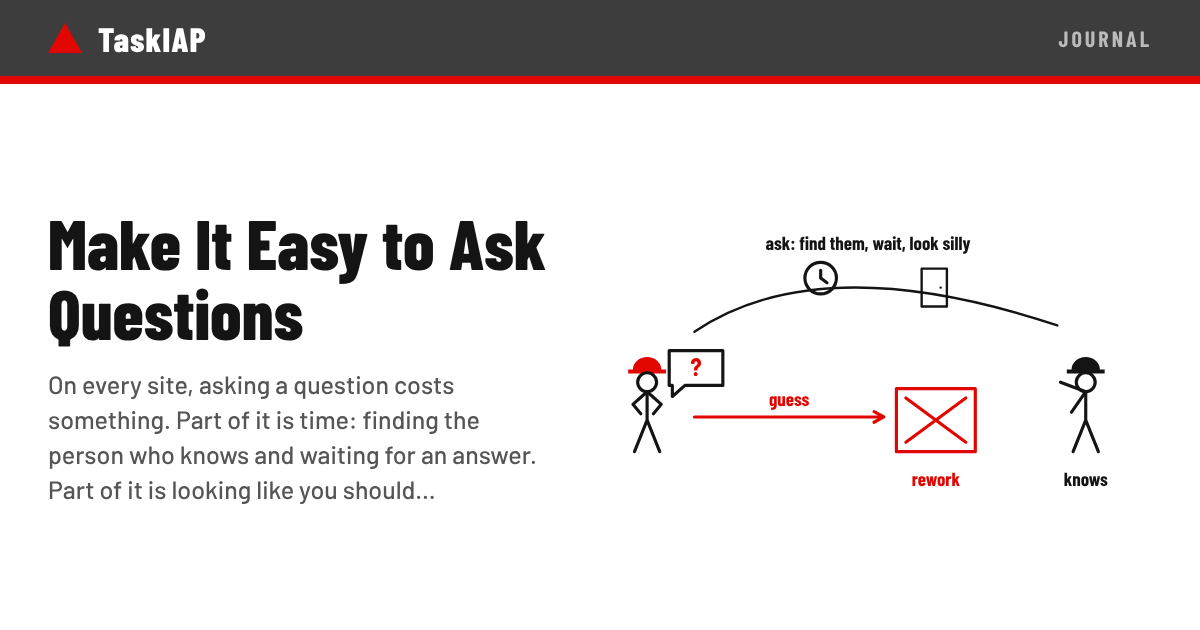 TaskIAP
JOURNAL
Make It Easy to Ask
Questions
On every site, asking a question costs
something. Part of it is time: finding the
person who knows and waiting for an answer.
Part of it is looking like you should...
ask: find them, wait, look silly
?
guess
rework
knows